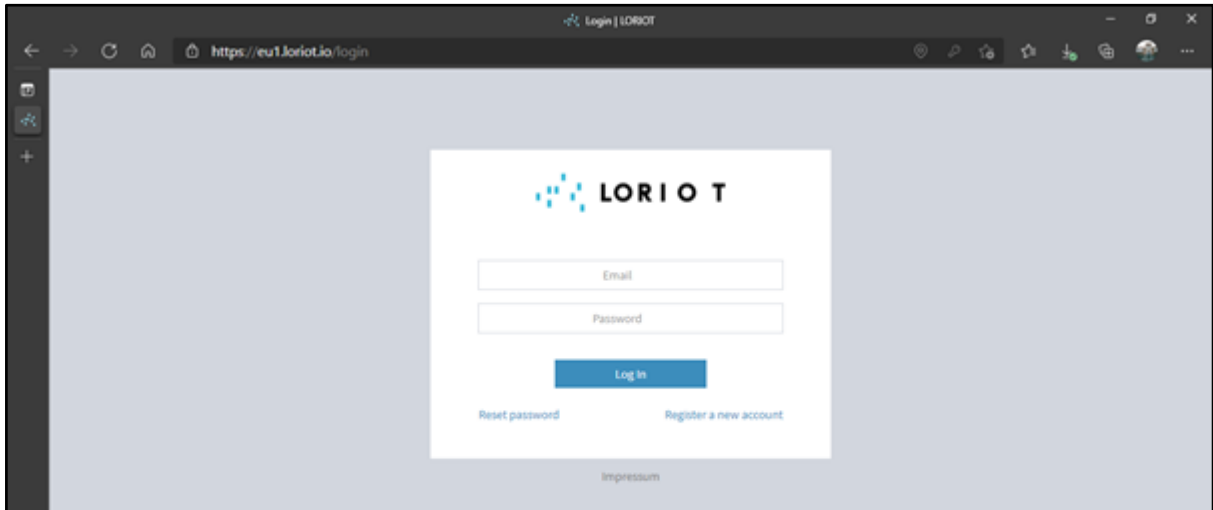 Login | LORIOT
https://eu1.loriot.io/login
LORIOT
Email
Password
Log In
Reset password
Register a new account
Impressum